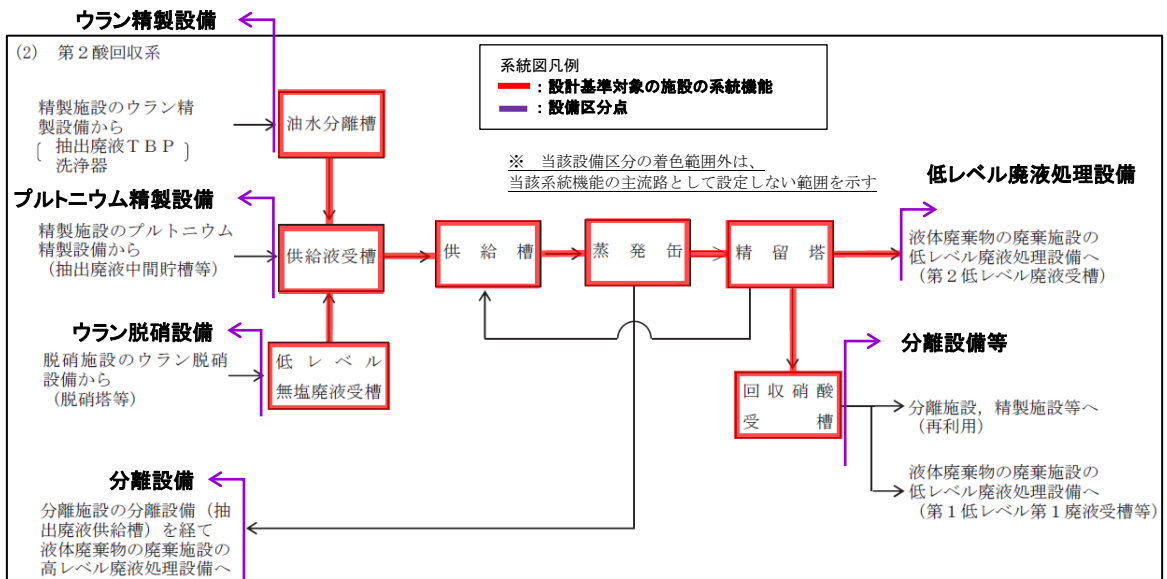 ウラン精製設備
(2)　第２酸回収系
系統図凡例
：設計基準対象の施設の系統機能
：設備区分点
精製施設のウラン精
製設備から
〔 抽出廃液ＴＢＰ 〕
洗浄器
油水分離槽
※　当該設備区分の着色範囲外は、
当該系統機能の主流路として設定しない範囲を示す
低レベル廃液処理設備
プルトニウム精製設備
精製施設のプルトニウム
精製設備から
（抽出廃液中間貯槽等）
供給液受槽
供給槽
蒸発缶
精留塔
液体廃棄物の廃棄施設の
低レベル廃液処理設備へ
（第２低レベル廃液受槽）
ウラン脱硝設備
脱硝施設のウラン脱硝
設備から
（脱硝塔等）
低レベル
無塩廃液受槽
分離設備等
回収硝酸
受槽
分離施設，精製施設等へ
（再利用）
液体廃棄物の廃棄施設の
低レベル廃液処理設備へ
（第１低レベル第１廃液受槽等）
分離設備
分離施設の分離設備（抽
出廃液供給槽）を経て
液体廃棄物の廃棄施設の
高レベル廃液処理設備へ